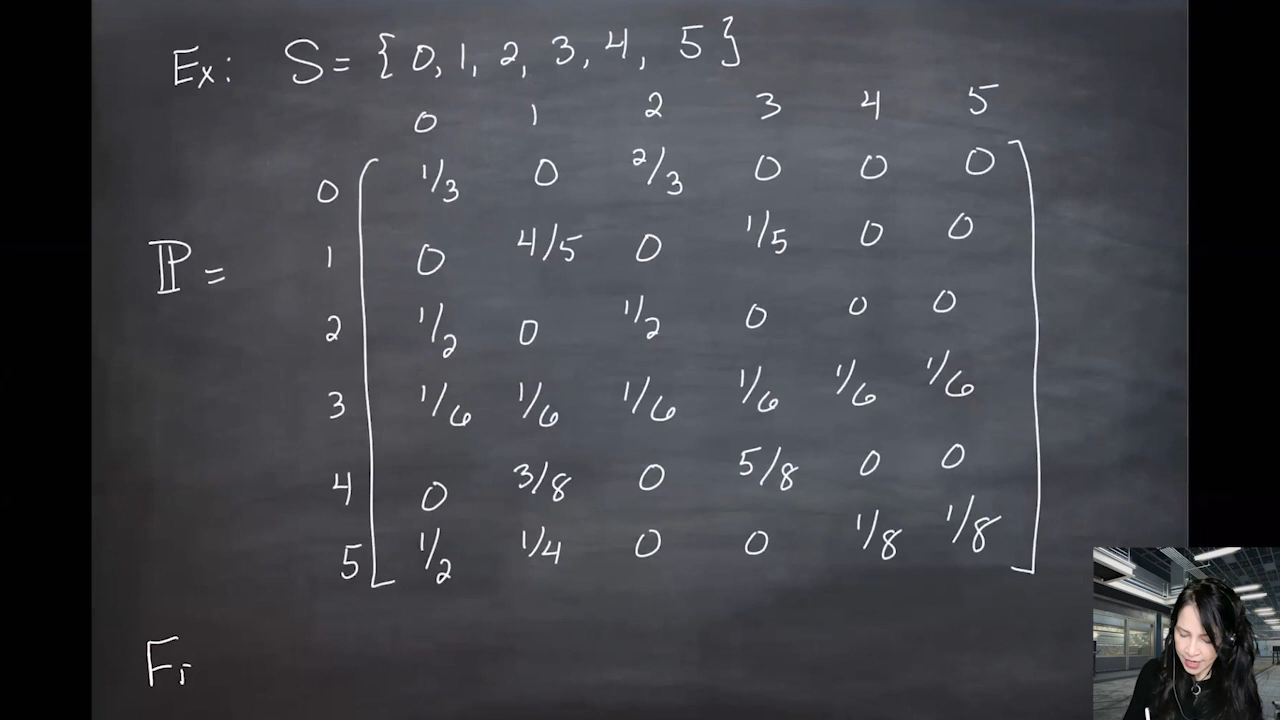 Ex: S = { 0, 1, 2, 3, 4, 5 }
0 1 2 3 4 5
0 1/3 0 2/3 0 0 0
1 0 4/5 0 1/5 0 0
ℙ =
2 1/2 0 1/2 0 0 0
3 1/6 1/6 1/6 1/6 1/6 1/6
4 0 3/8 0 5/8 0 0
5 1/2 1/4 0 0 1/8 1/8
Fi